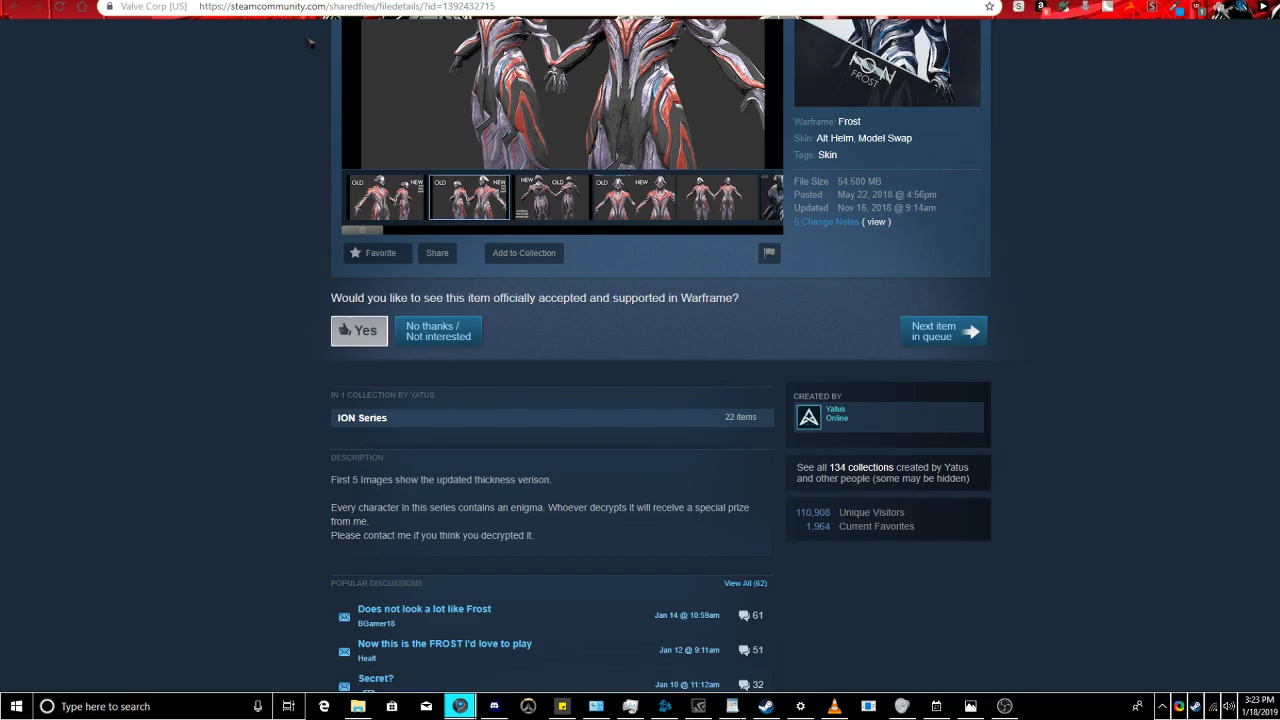 Valve Corp [US]
https://steamcommunity.com/sharedfiles/filedetails/?id=1392432715
ION
FROST
OLD NEW
OLD NEW
NEW OLD
OLD NEW
Warframe: Frost
Skin: Alt Helm, Model Swap
Tags: Skin
File Size 54.500 MB
Posted May 22, 2018 @ 4:56pm
Updated Nov 16, 2018 @ 9:14am
5 Change Notes ( view )
Favorite
Share
Add to Collection
Would you like to see this item officially accepted and supported in Warframe?
Yes
No thanks /
Not interested
Next item
in queue
IN 1 COLLECTION BY YATUS
ION Series
22 items
CREATED BY
Yatus
Online
DESCRIPTION
First 5 Images show the updated thickness verison.
Every character in this series contains an enigma. Whoever decrypts it will receive a special prize
from me.
Please contact me if you think you decrypted it.
See all 134 collections created by Yatus
and other people (some may be hidden)
110,908 Unique Visitors
1,964 Current Favorites
POPULAR DISCUSSIONS
View All (62)
Does not look a lot like Frost
BGamer18
Jan 14 @ 10:59am
61
Now this is the FROST I'd love to play
Healt
Jan 12 @ 9:11am
51
Secret?
Jan 10 @ 11:12am
32
Type here to search
3:23 PM
1/18/2019